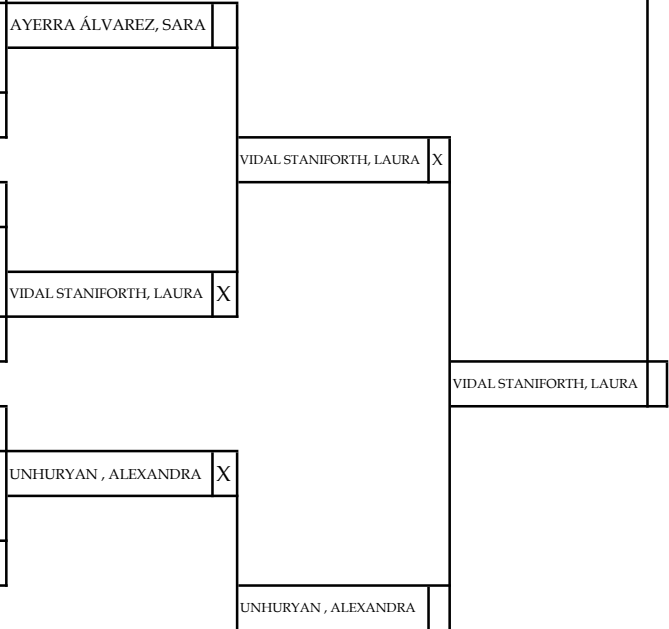 AYERRA ÁLVAREZ, SARA
VIDAL STANIFORTH, LAURA X
VIDAL STANIFORTH, LAURA X
VIDAL STANIFORTH, LAURA
UNHURYAN , ALEXANDRA X
UNHURYAN , ALEXANDRA